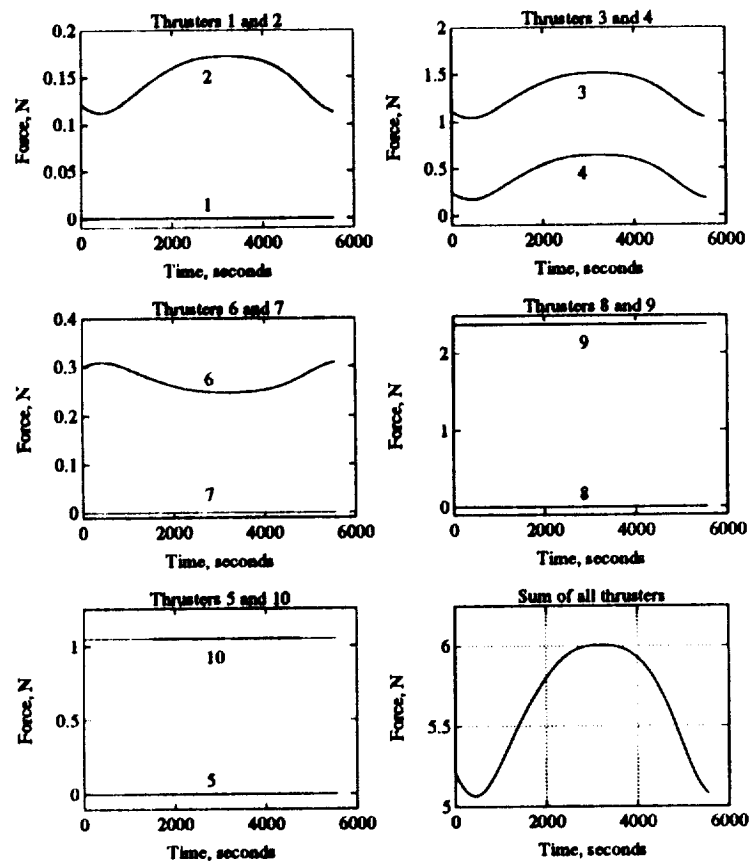 Thrusters 1 and 2
0.2
0.15
0.1
0.05
0
Force, N
2
1
0 2000 4000 6000
Time, seconds
Thrusters 3 and 4
2
1.5
1
0.5
0
Force, N
3
4
0 2000 4000 6000
Time, seconds
Thrusters 6 and 7
0.4
0.3
0.2
0.1
0
Force, N
6
7
0 2000 4000 6000
Time, seconds
Thrusters 8 and 9
2
1
0
Force, N
9
8
0 2000 4000 6000
Time, seconds
Thrusters 5 and 10
1
0.5
0
Force, N
10
5
0 2000 4000 6000
Time, seconds
Sum of all thrusters
6
5.5
5
Force, N
0 2000 4000 6000
Time, seconds